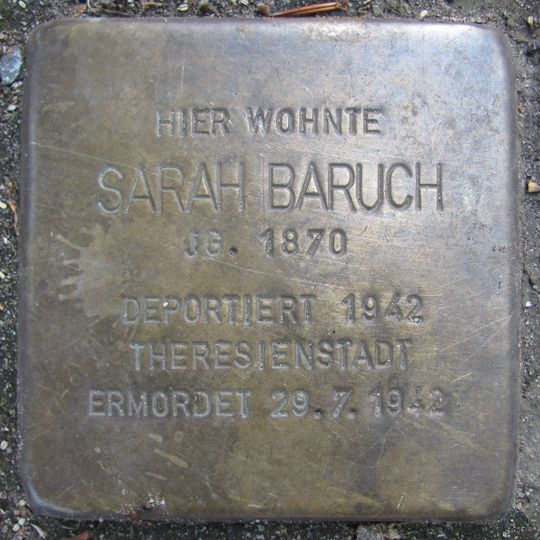 HIER WOHNTE
SARAH BARUCH
JG. 1870
DEPORTIERT 1942
THERESIENSTADT
ERMORDET 29.7.1942